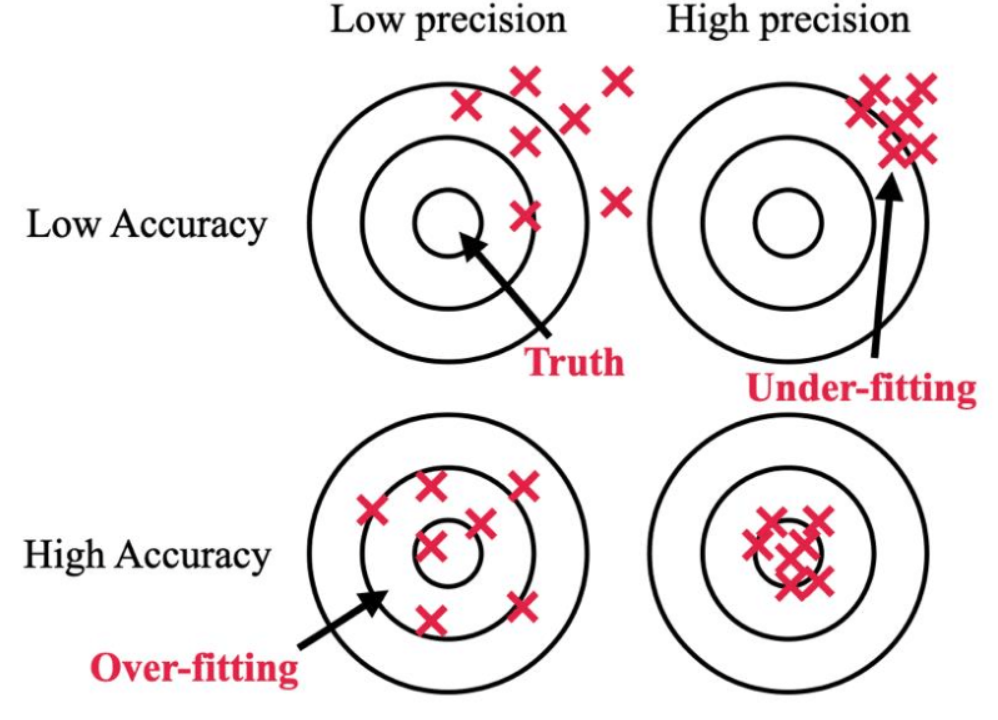 Low precision
High precision
Low Accuracy
Truth
Under-fitting
High Accuracy
Over-fitting